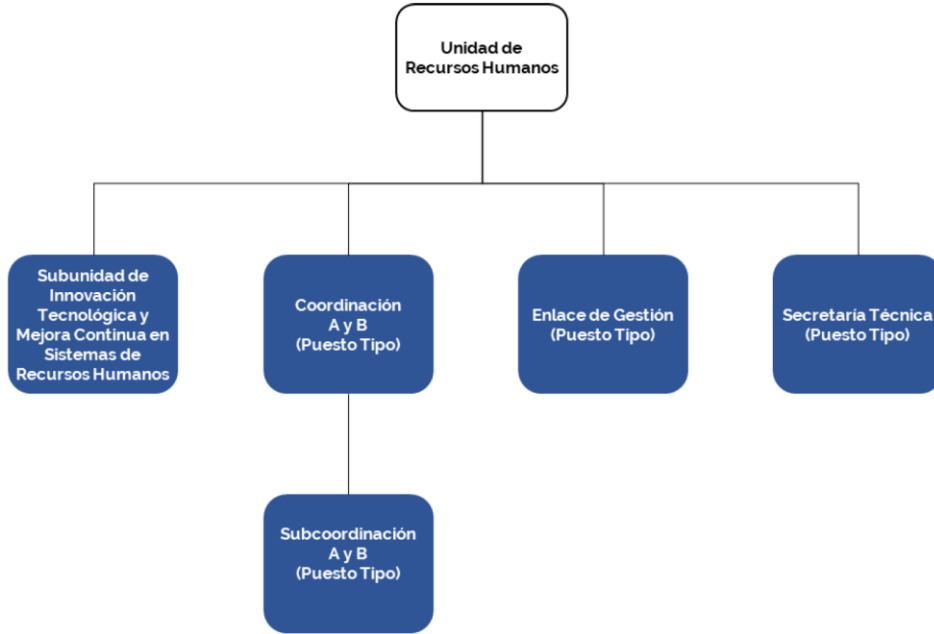 Unidad de
Recursos Humanos
Subunidad de
Innovación
Tecnológica y
Mejora Continua en
Sistemas de
Recursos Humanos
Coordinación
A y B
(Puesto Tipo)
Enlace de Gestión
(Puesto Tipo)
Secretaría Técnica
(Puesto Tipo)
Subcoordinación
A y B
(Puesto Tipo)